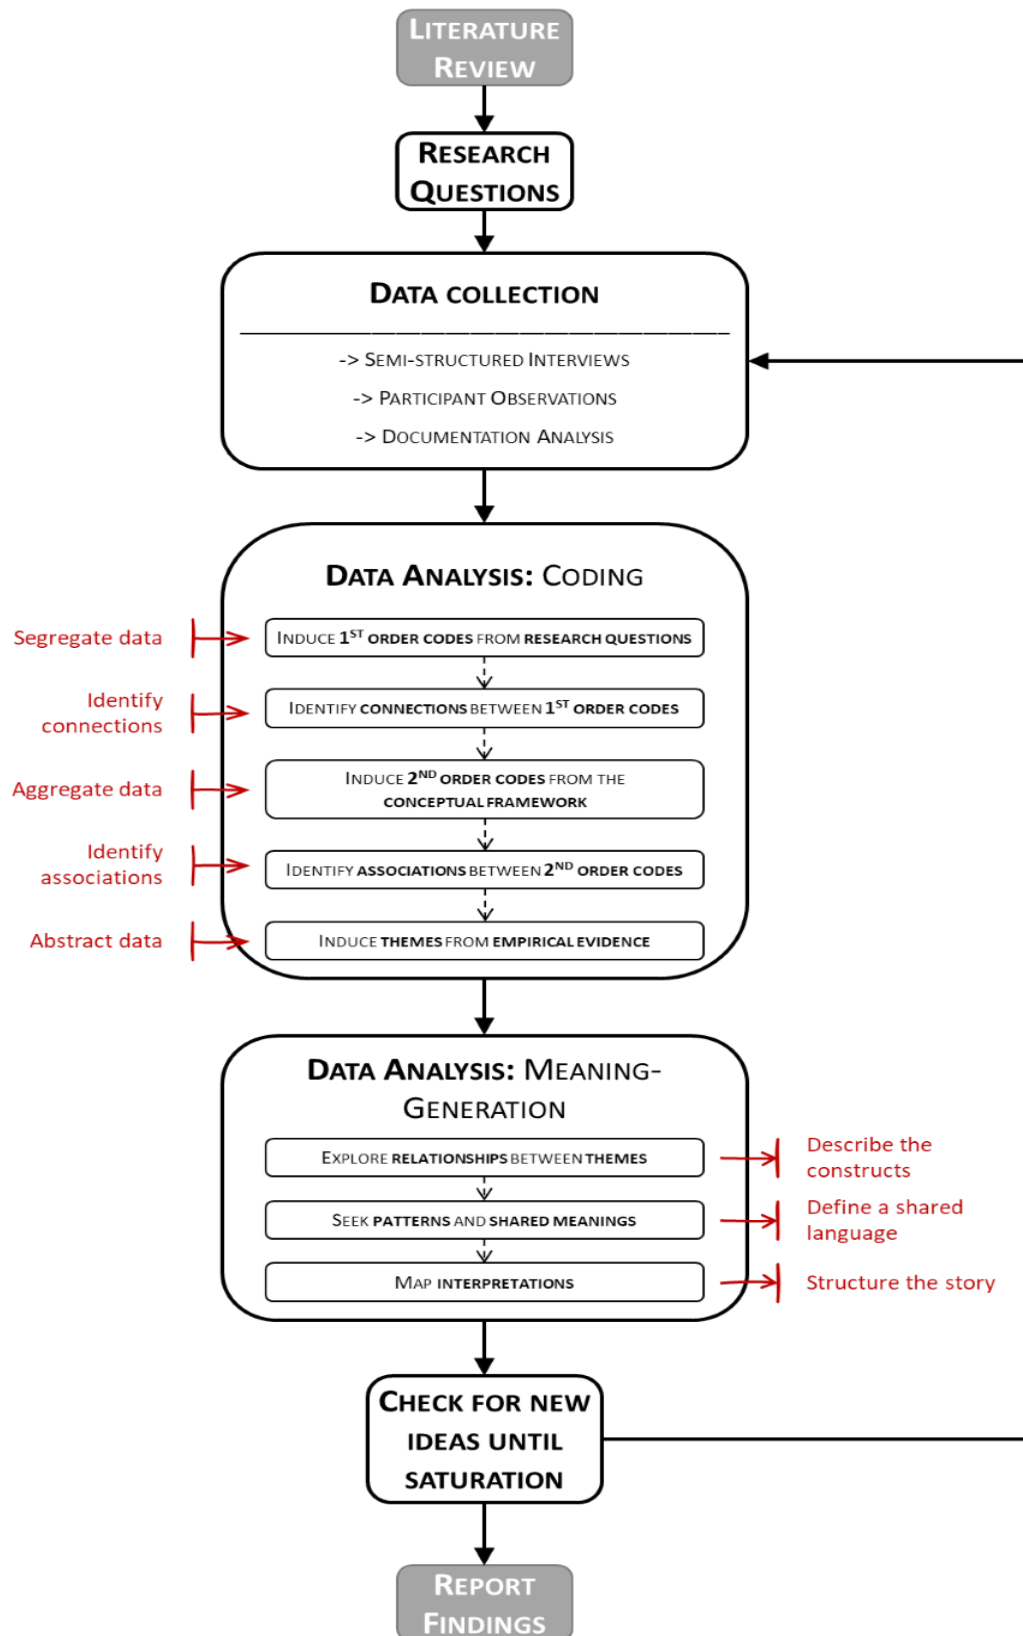 LITERATURE
REVIEW
RESEARCH
QUESTIONS
DATA COLLECTION
-> SEMI-STRUCTURED INTERVIEWS
-> PARTICIPANT OBSERVATIONS
-> DOCUMENTATION ANALYSIS
DATA ANALYSIS: CODING
Segregate data
INDUCE 1ST ORDER CODES FROM RESEARCH QUESTIONS
Identify
connections
IDENTIFY CONNECTIONS BETWEEN 1ST ORDER CODES
Aggregate data
INDUCE 2ND ORDER CODES FROM THE
CONCEPTUAL FRAMEWORK
Identify
associations
IDENTIFY ASSOCIATIONS BETWEEN 2ND ORDER CODES
Abstract data
INDUCE THEMES FROM EMPIRICAL EVIDENCE
DATA ANALYSIS: MEANING-
GENERATION
EXPLORE RELATIONSHIPS BETWEEN THEMES
Describe the
constructs
SEEK PATTERNS AND SHARED MEANINGS
Define a shared
language
MAP INTERPRETATIONS
Structure the story
CHECK FOR NEW
IDEAS UNTIL
SATURATION
REPORT
FINDINGS